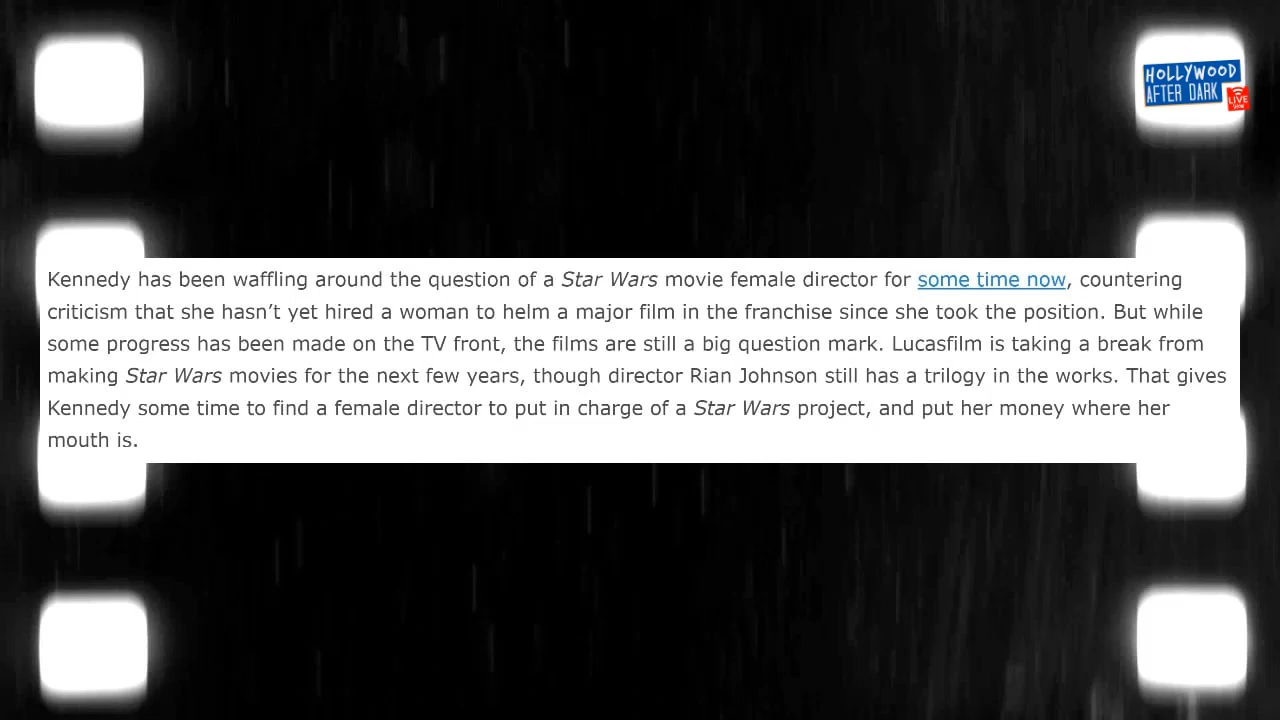 HOLLYWOOD
AFTER DARK
LIVE
SHOW
Kennedy has been waffling around the question of a Star Wars movie female director for some time now, countering
criticism that she hasn’t yet hired a woman to helm a major film in the franchise since she took the position. But while
some progress has been made on the TV front, the films are still a big question mark. Lucasfilm is taking a break from
making Star Wars movies for the next few years, though director Rian Johnson still has a trilogy in the works. That gives
Kennedy some time to find a female director to put in charge of a Star Wars project, and put her money where her
mouth is.